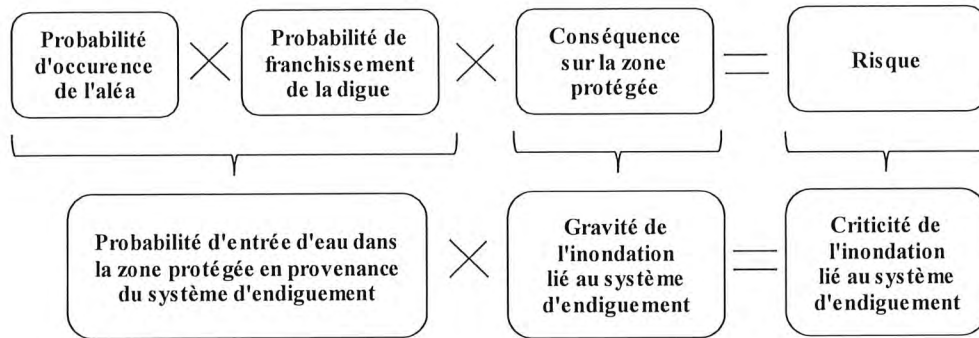 Probabilité
d'occurence
de l'aléa
Probabilité de
franchissement
de la digue
Conséquence
sur la zone
protégée
Risque
Probabilité d'entrée d'eau dans
la zone protégée en provenance
du système d'endiguement
Gravité de
l'inondation
lié au système
d'endiguement
Criticité de
l'inondation
lié au système
d'endiguement